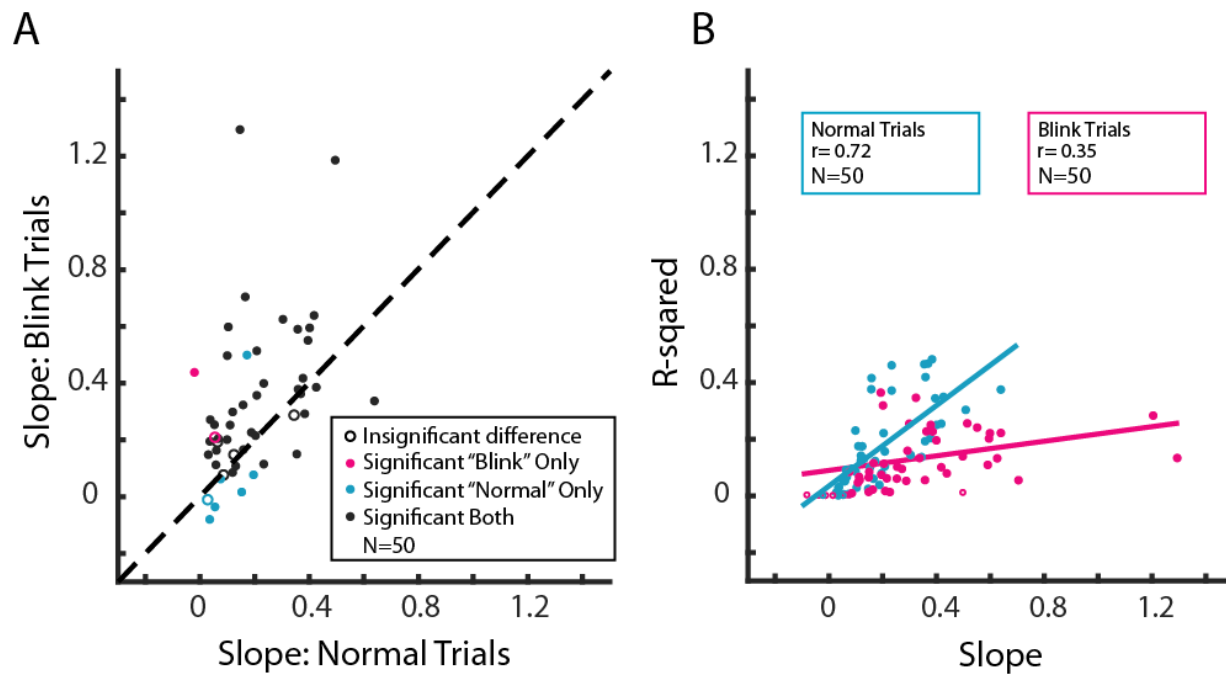 A
Slope: Blink Trials
1.2
0.8
0.4
0
0
0.4
0.8
1.2
Slope: Normal Trials
Insignificant difference
Significant "Blink" Only
Significant "Normal" Only
Significant Both
N=50
B
R-sqared
1.2
0.8
0.4
0
0
0.4
0.8
1.2
Slope
Normal Trials
r= 0.72
N=50
Blink Trials
r= 0.35
N=50